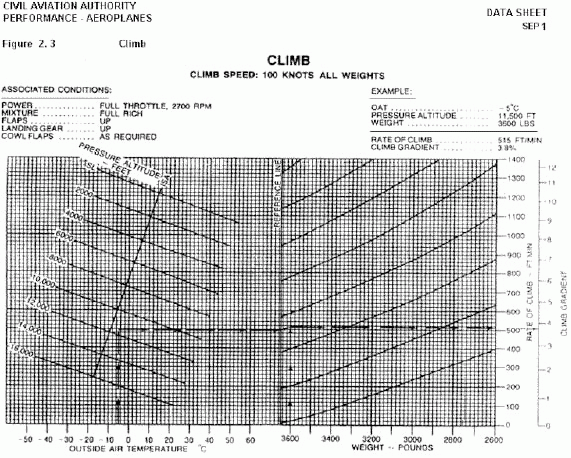 CIVIL AVIATION AUTHORITY
PERFORMANCE - AEROPLANES
DATA SHEET
SEP 1
Figure 2.3 Climb
CLIMB
CLIMB SPEED: 100 KNOTS ALL WEIGHTS
ASSOCIATED CONDITIONS:
POWER .......... FULL THROTTLE, 2700 RPM
MIXTURE .......... FULL RICH
FLAPS .......... UP
LANDING GEAR .......... UP
COWL FLAPS .......... AS REQUIRED
EXAMPLE:
OAT .......... -5°C
PRESSURE ALTITUDE .......... 11,500 FT
WEIGHT .......... 3600 LBS
RATE OF CLIMB .......... 515 FT/MIN
CLIMB GRADIENT .......... 3.8%
PRESSURE ALTITUDE
FEET
SL
2000
4000
6000
8000
10,000
12,000
14,000
16,000
REFERENCE LINE
1400
1300
1200
1100
1000
900
800
700
600
500
400
300
200
100
0
RATE OF CLIMB - FT/MIN
12
11
10
9
8
7
6
5
4
3
2
1
0
CLIMB GRADIENT
-50 -40 -30 -20 -10 0 10 20 30 40 50 60
OUTSIDE AIR TEMPERATURE °C
3600 3400 3200 3000 2800 2600
WEIGHT -- POUNDS